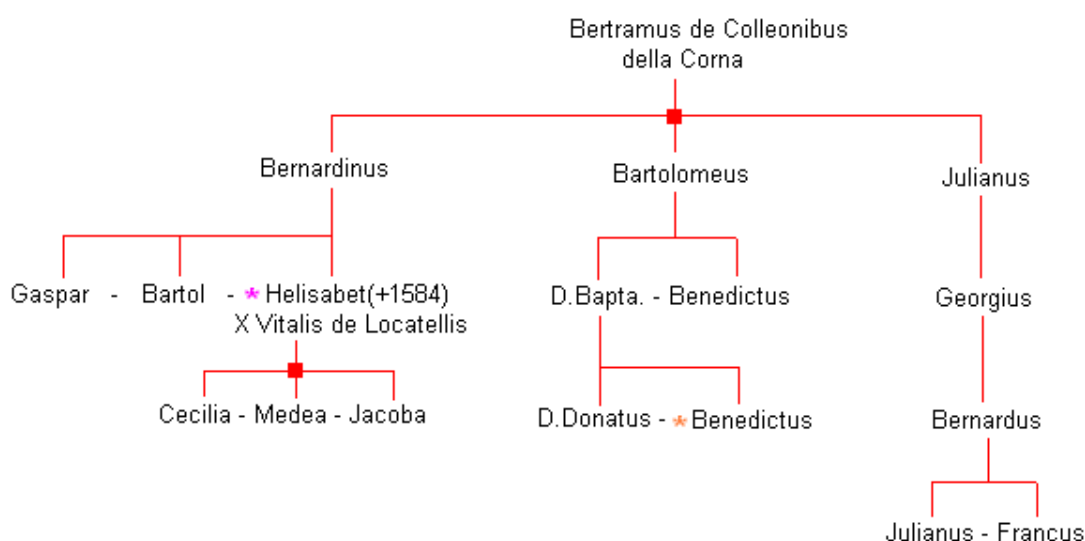 Bertramus de Colleonibus
della Corna
Bernardinus
Bartolomeus
Julianus
Gaspar - Bartol - * Helisabet(+1584)
X Vitalis de Locatellis
D.Bapta. - Benedictus
Georgius
Cecilia - Medea - Jacoba
D.Donatus - * Benedictus
Bernardus
Julianus - Francus